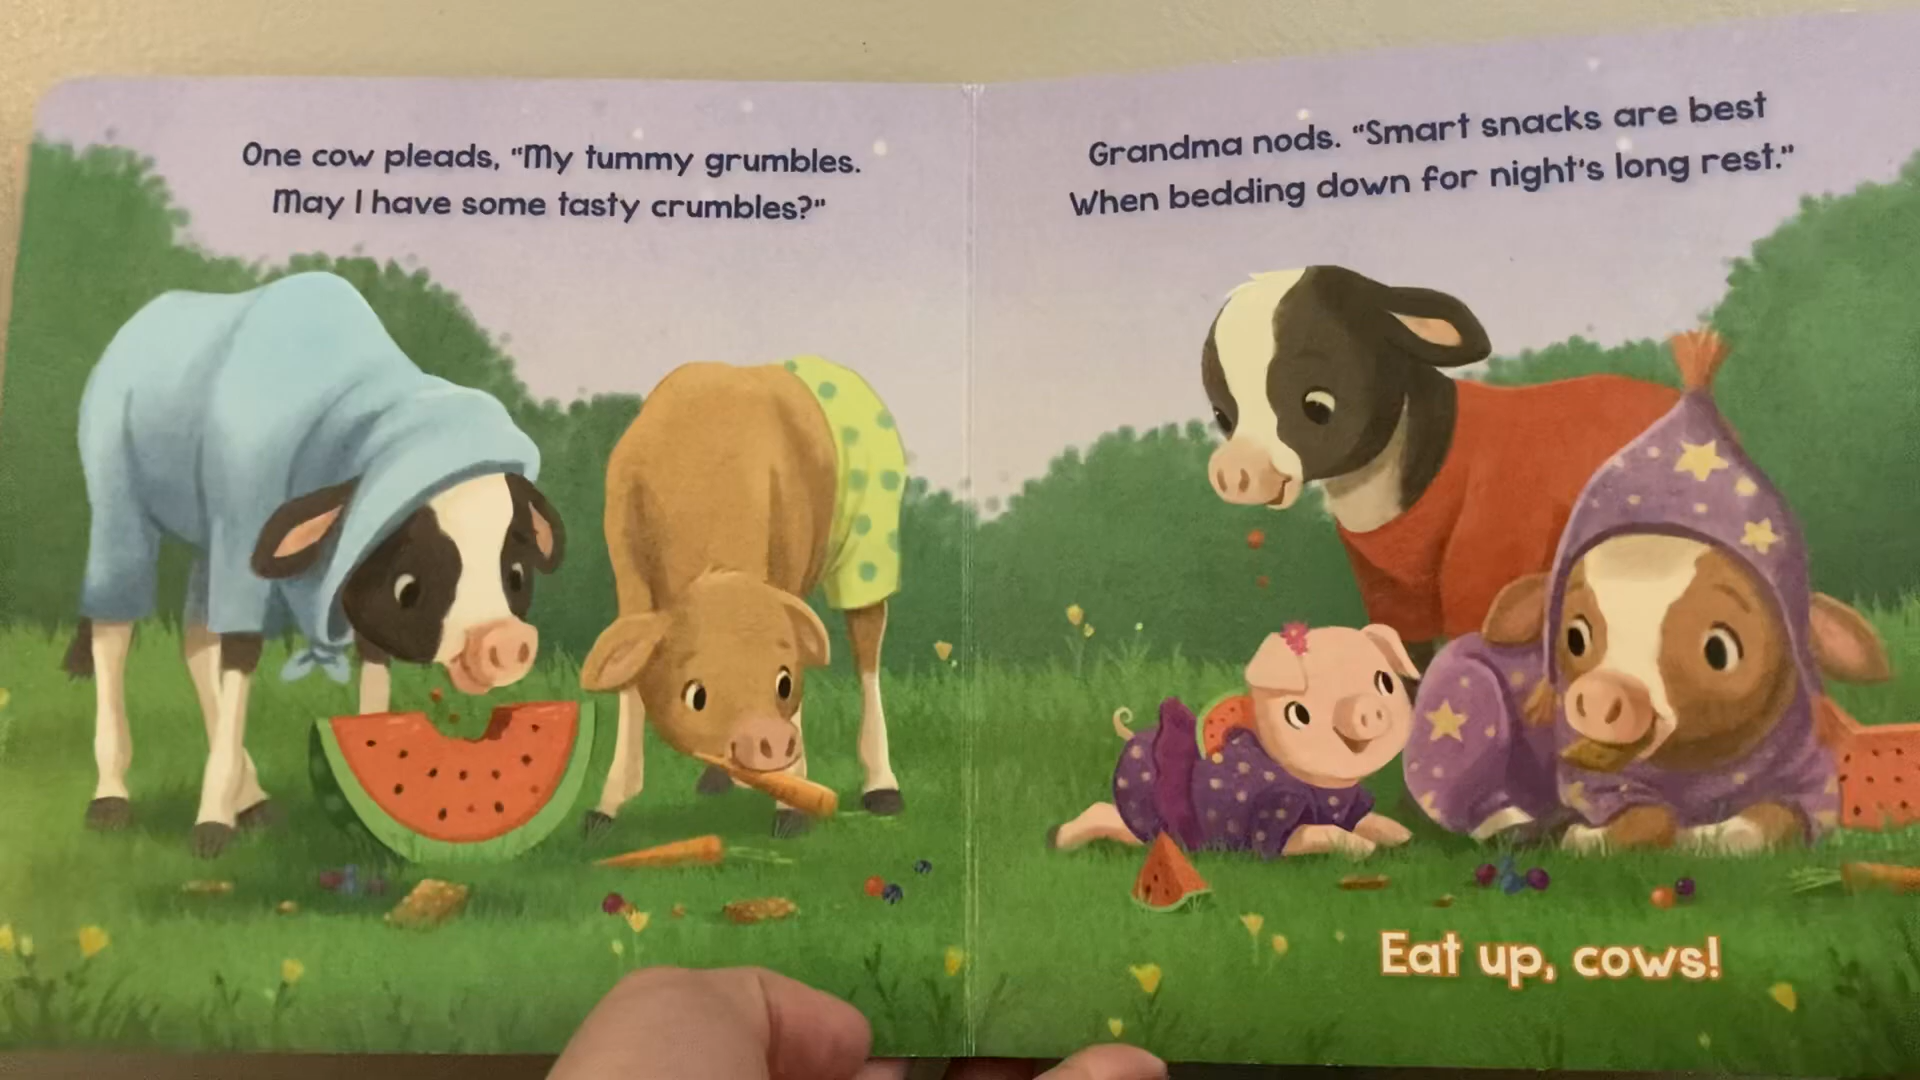 One cow pleads, “My tummy grumbles.
May I have some tasty crumbles?”
Grandma nods. “Smart snacks are best
When bedding down for night’s long rest.”
Eat up, cows!